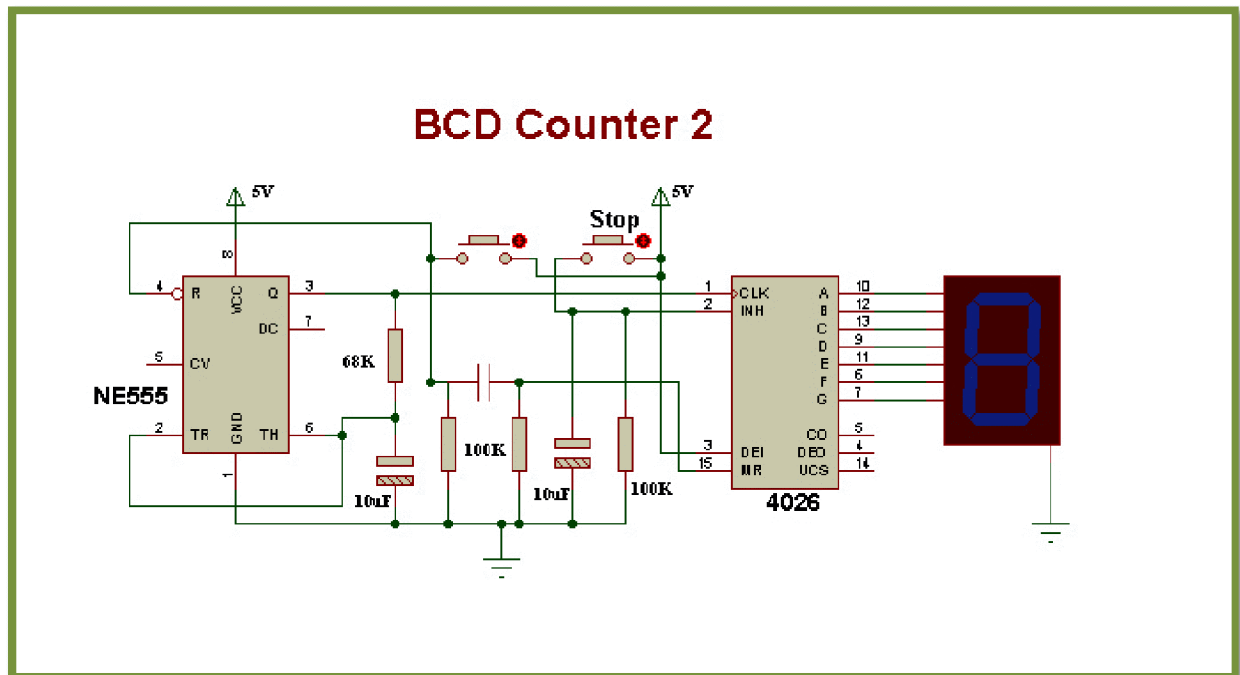 BCD Counter 2
5V
5V
Stop
8
4
R
VCC
Q
3
DC
7
5
CV
NE555
2
TR
GND
TH
6
1
68K
10uF
100K
10uF
100K
1
CLK
2
INH
3
DEI
15
MR
A
10
B
12
C
13
D
9
E
11
F
6
G
7
CO
5
DEO
4
UCS
14
4026